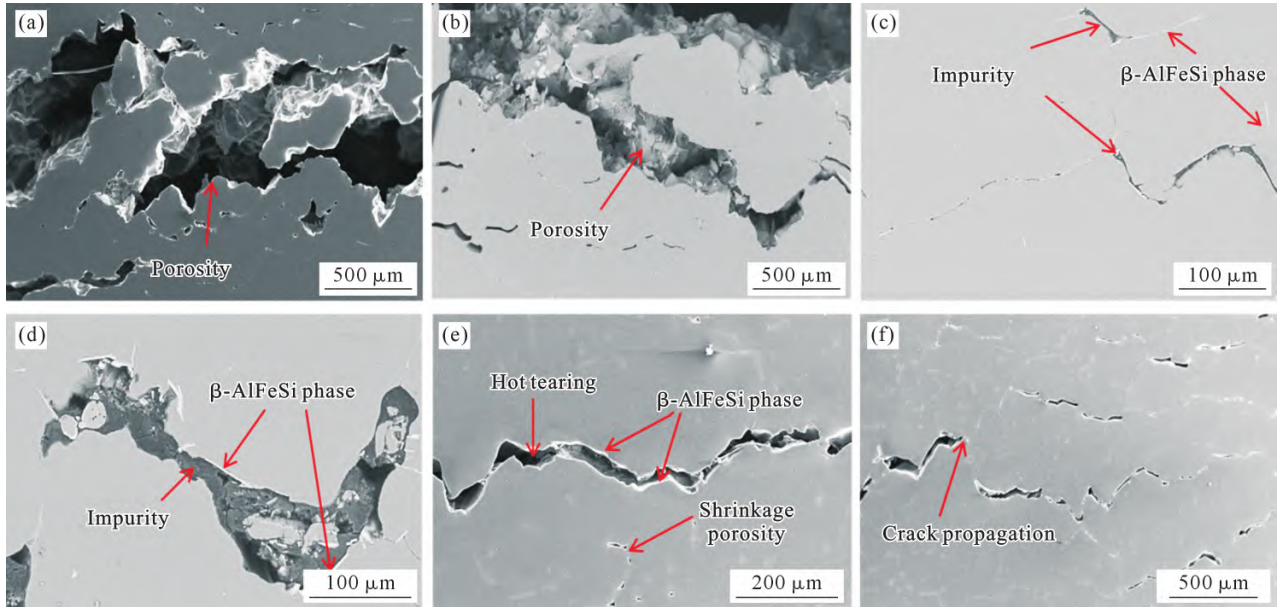 (a)
Porosity
500 μm
(b)
Porosity
500 μm
(c)
Impurity
β-AlFeSi phase
100 μm
(d)
β-AlFeSi phase
Impurity
100 μm
(e)
Hot tearing
β-AlFeSi phase
Shrinkage
porosity
200 μm
(f)
Crack propagation
500 μm